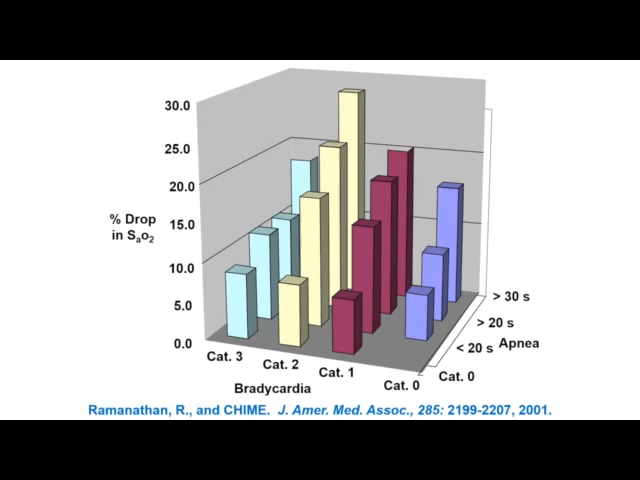 30.0
25.0
20.0
15.0
10.0
5.0
0.0
% Drop
in Sₐo₂
Cat. 3
Cat. 2
Cat. 1
Cat. 0
Bradycardia
> 30 s
> 20 s
< 20 s
Cat. 0
Apnea
Ramanathan, R., and CHIME. J. Amer. Med. Assoc., 285: 2199-2207, 2001.